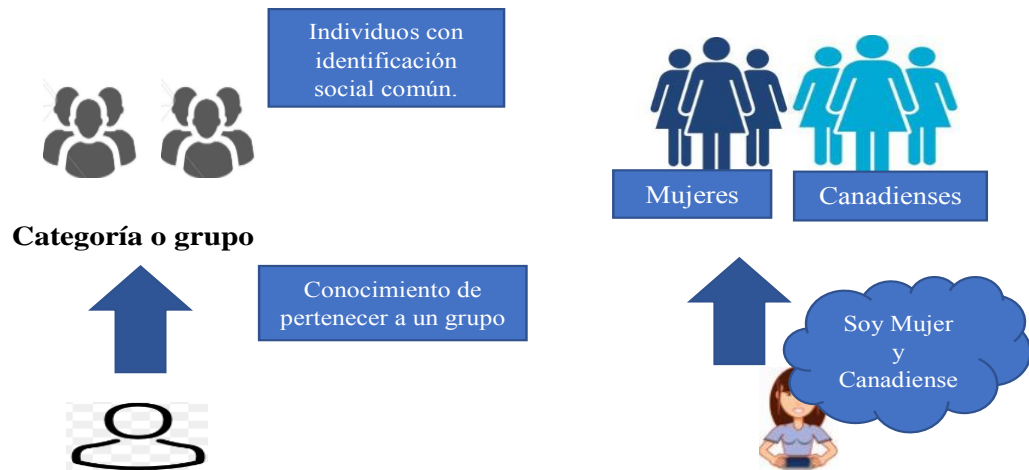 Individuos con
identificación
social común.
Mujeres
Canadienses
Categoría o grupo
Conocimiento de
pertenecer a un grupo
Soy Mujer
y
Canadiense